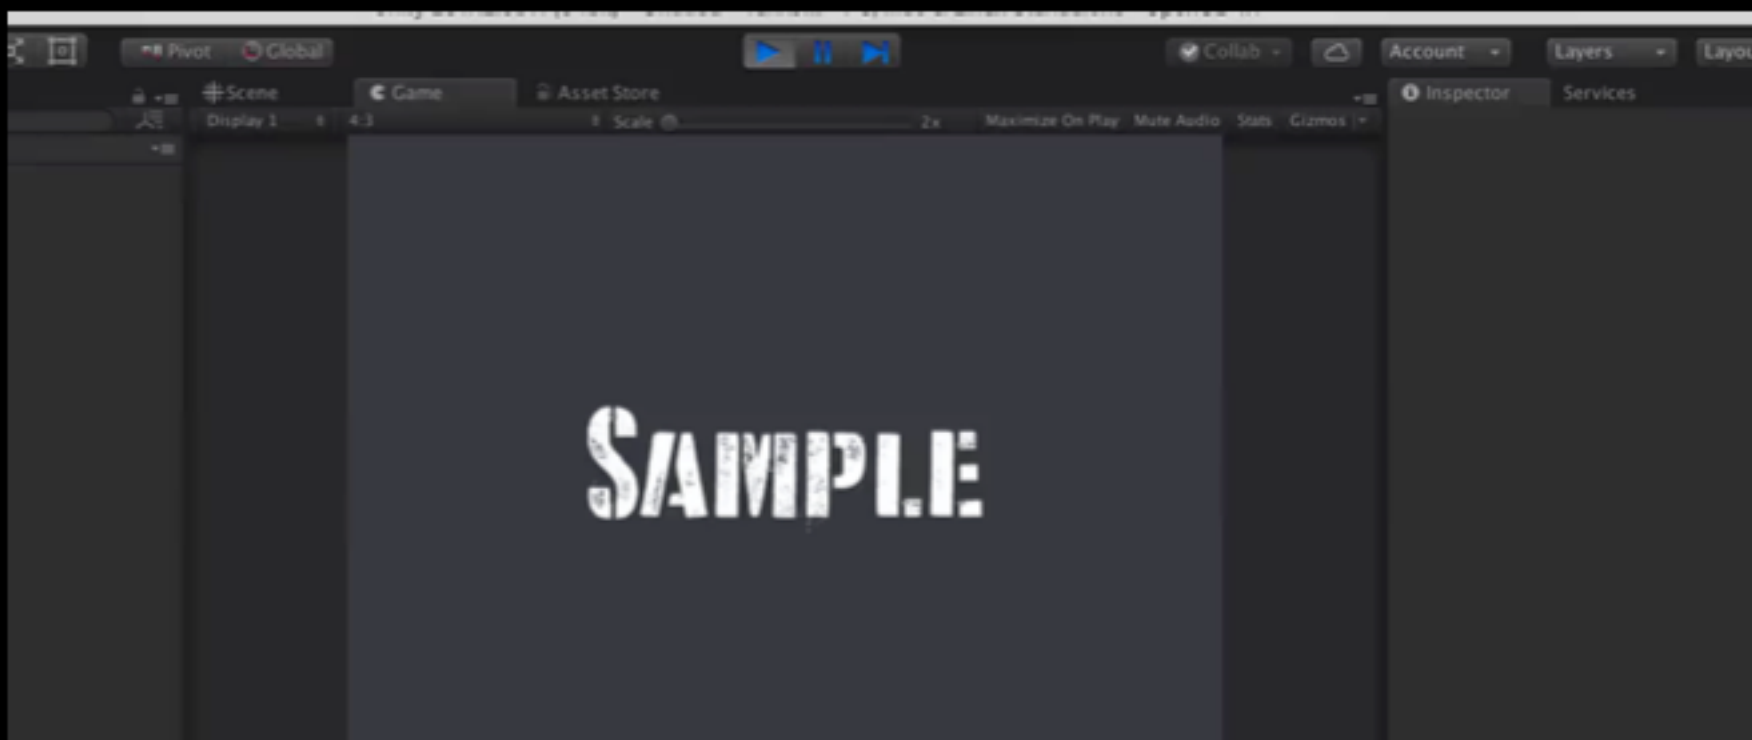 Pivot Global Collab Account Layers Layou
Scene Game Asset Store Inspector Services
Display 1 4:3 Scale 2x Maximize On Play Mute Audio Stats Gizmos
SAMPLE